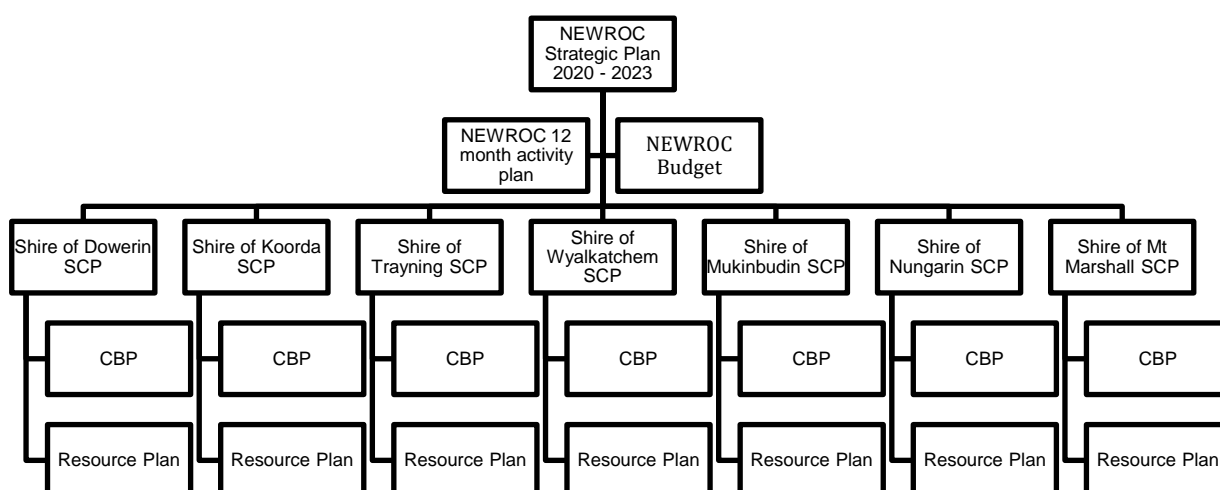 NEWROC
Strategic Plan
2020 - 2023
NEWROC 12
month activity
plan
NEWROC
Budget
Shire of Dowerin
SCP
Shire of Koorda
SCP
Shire of
Trayning SCP
Shire of
Wyalkatchem
SCP
Shire of
Mukinbudin SCP
Shire of
Nungarin SCP
Shire of Mt
Marshall SCP
CBP
CBP
CBP
CBP
CBP
CBP
CBP
Resource Plan
Resource Plan
Resource Plan
Resource Plan
Resource Plan
Resource Plan
Resource Plan